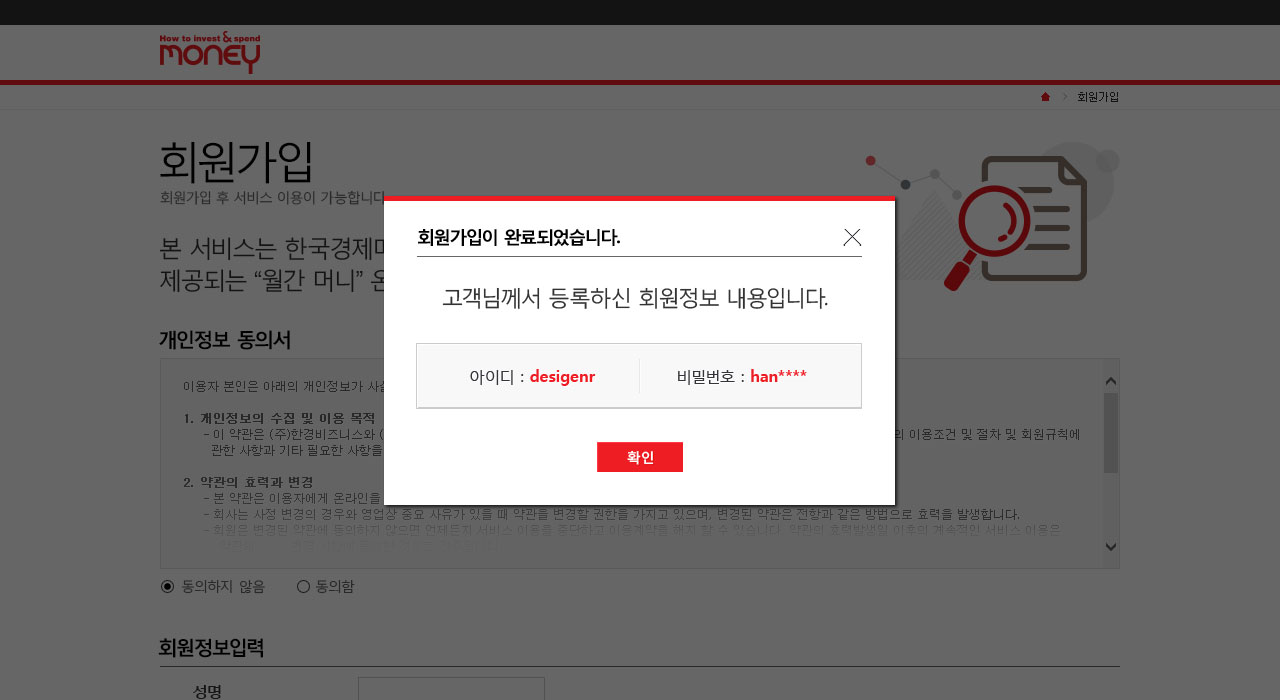 How to invest & spend
money
회원가입
회원가입
회원가입 후 서비스 이용이 가능합니다
본 서비스는 한국경제매
제공되는 “월간 머니” 온
회원가입이 완료되었습니다.
고객님께서 등록하신 회원정보 내용입니다.
아이디 : desigenr
비밀번호 : han****
확인
개인정보 동의서
이용자 본인은 아래의 개인정보가 사실
1. 개인정보의 수집 및 이용 목적
- 이 약관은 (주)한경비즈니스와 ( 의 이용조건 및 절차 및 회원규칙에
관한 사항과 기타 필요한 사항을
2. 약관의 효력과 변경
- 본 약관은 이용자에게 온라인을
- 회사는 사정 변경의 경우와 영업상 중요 사유가 있을 때 약관을 변경할 권한를 가지고 있으며, 변경된 약관은 전항과 같은 방법으로 효력을 발생합니다.
- 회원은 변경된 약관에 동의하지 않으면 언제든지 서비스 이용을 중단하고 이용계약을 해지 할 수 있습니다. 약관의 효력발생일 이후의 계속적인 서비스 이용은
동의하지 않음
동의함
회원정보입력
성명